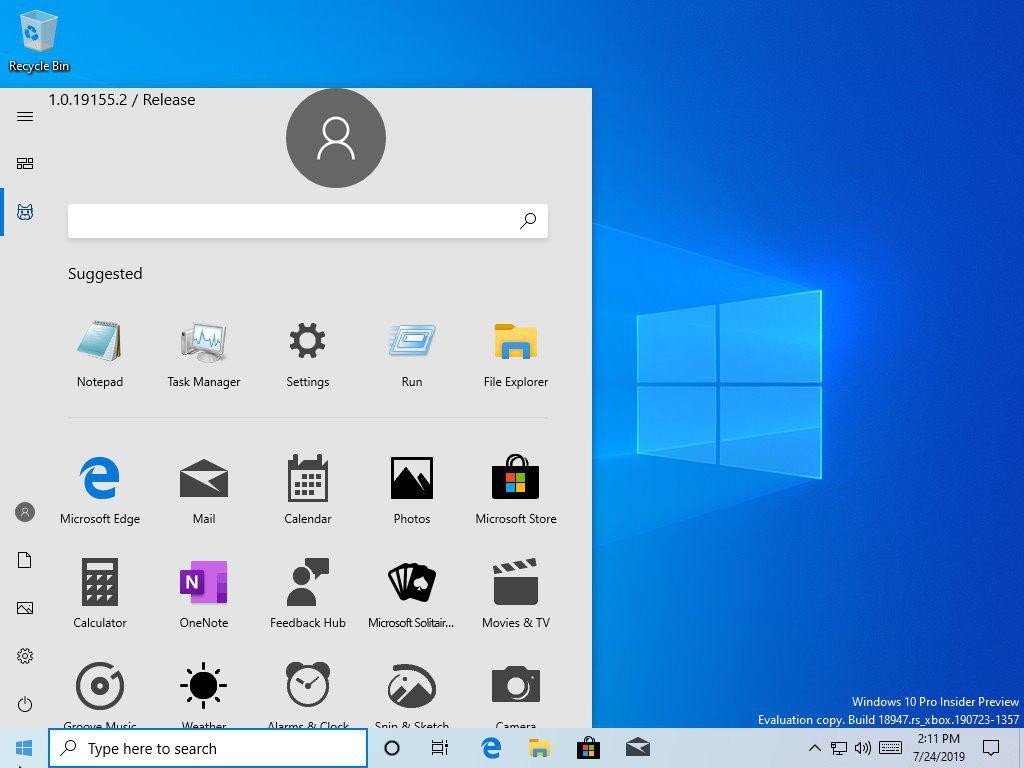 Recycle Bin
1.0.19155.2 / Release
Suggested
Notepad
Task Manager
Settings
Run
File Explorer
Microsoft Edge
Mail
Calendar
Photos
Microsoft Store
Calculator
N
OneNote
Feedback Hub
Microsoft Solitair...
Movies & TV
Groove Music
Weather
Alarms & Clock
Snip & Sketch
Camera
Windows 10 Pro Insider Preview
Evaluation copy. Build 18947.rs_xbox.190723-1357
Type here to search
2:11 PM
7/24/2019